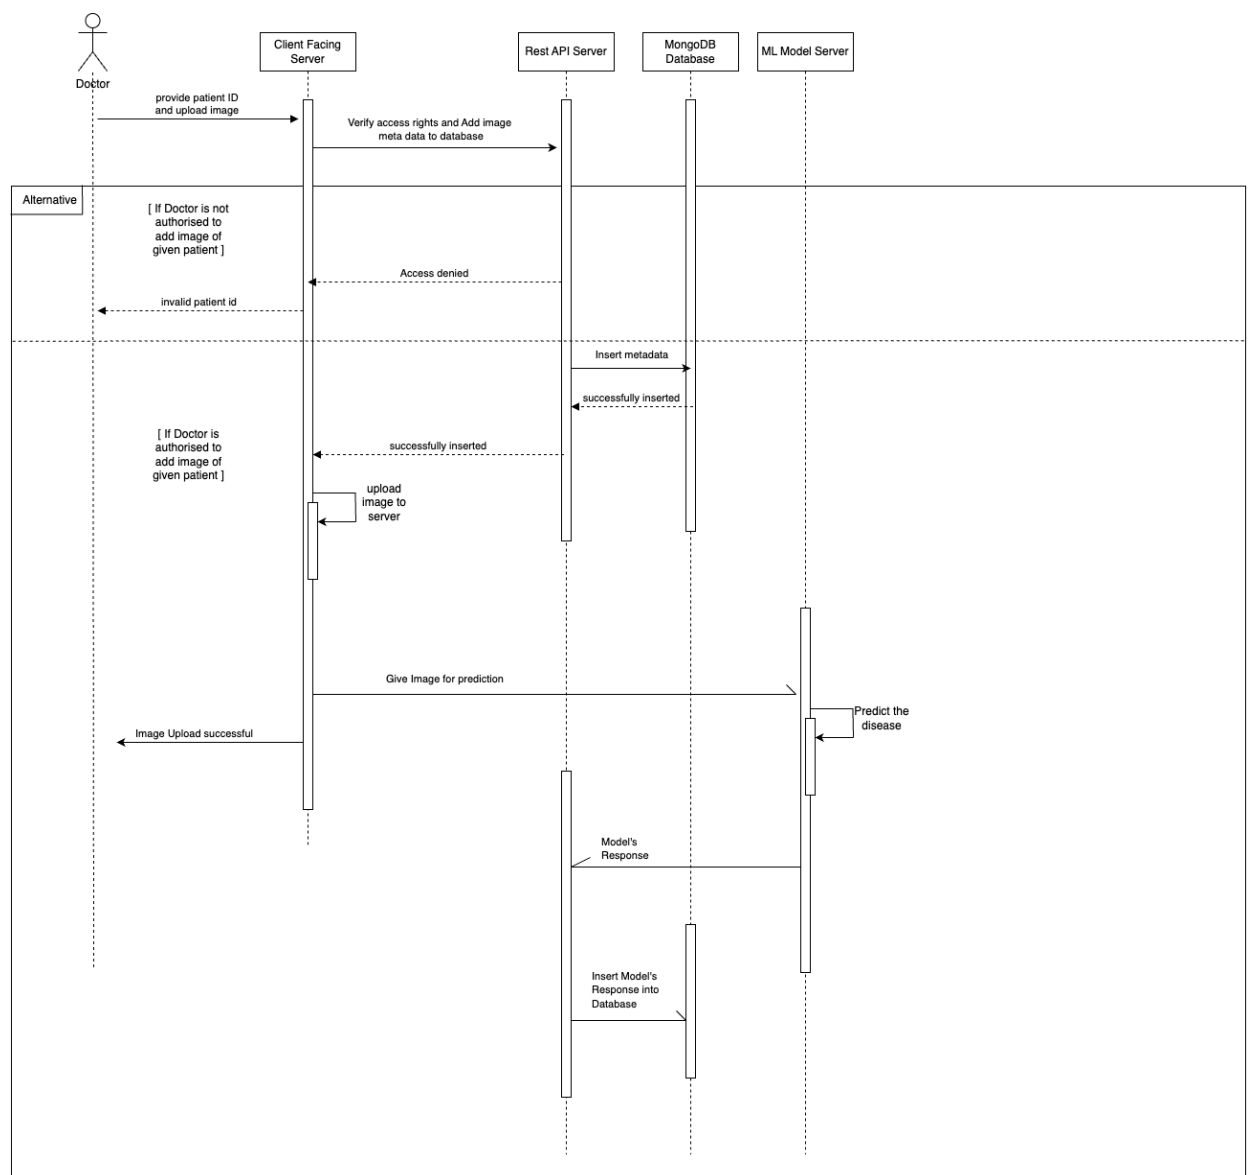 Doctor
Client Facing
Server
Rest API Server
MongoDB
Database
ML Model Server
provide patient ID
and upload image
Verify access rights and Add image
meta data to database
Alternative
[ If Doctor is not
authorised to
add image of
given patient ]
Access denied
invalid patient id
Insert metadata
successfully inserted
[ If Doctor is
authorised to
add image of
given patient ]
successfully inserted
upload
image to
server
Give Image for prediction
Predict the
disease
Image Upload successful
Model's
Response
Insert Model's
Response into
Database